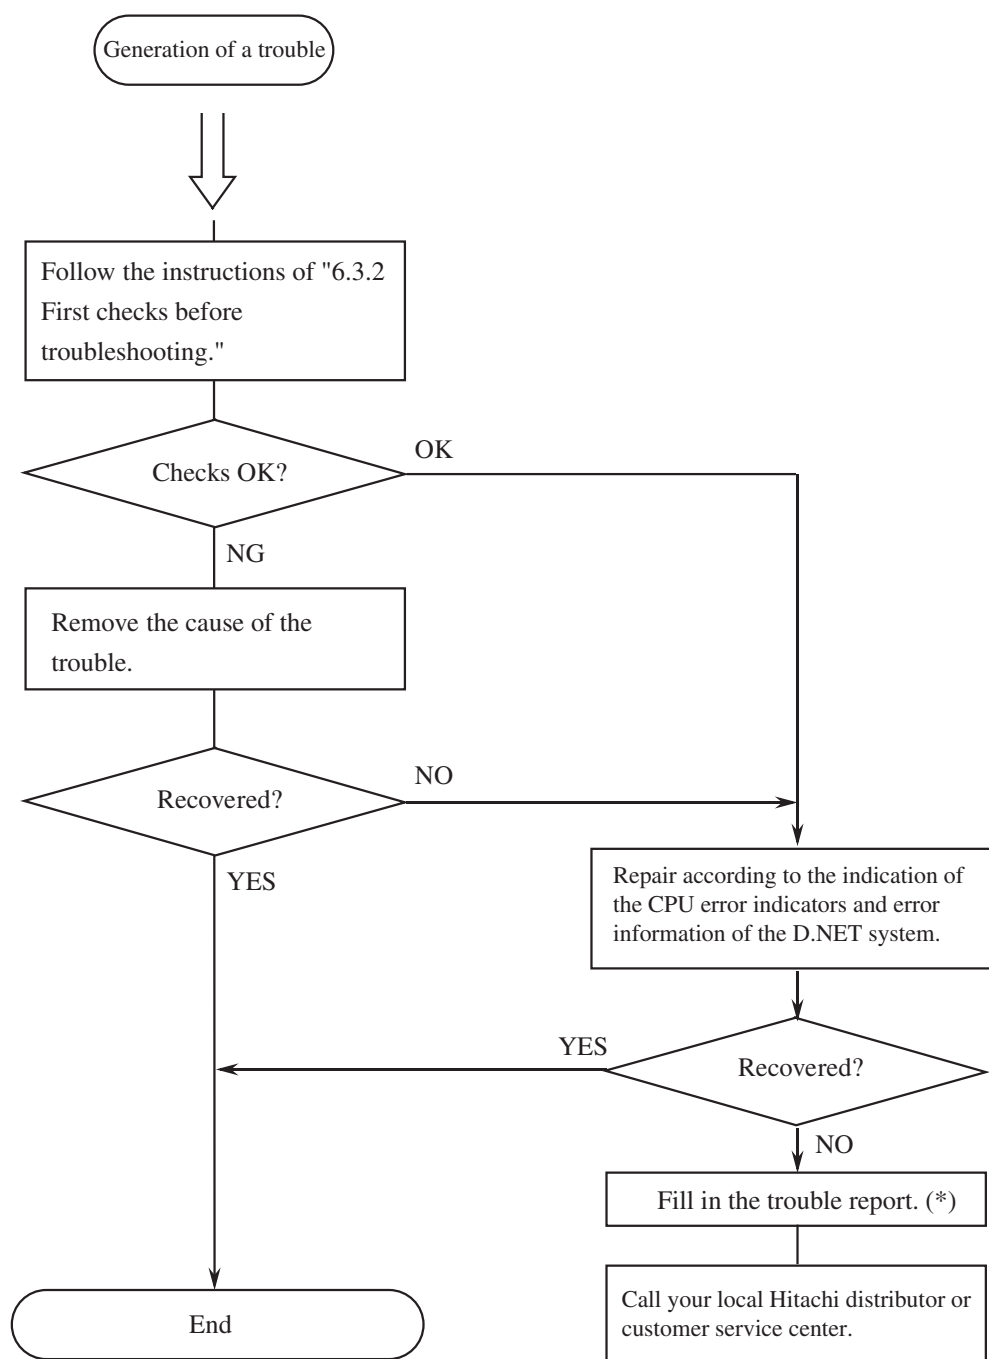 Generation of a trouble
Follow the instructions of "6.3.2
First checks before
troubleshooting."
Checks OK?
OK
NG
Remove the cause of the
trouble.
Recovered?
NO
YES
Repair according to the indication of
the CPU error indicators and error
information of the D.NET system.
Recovered?
YES
NO
Fill in the trouble report. (*)
Call your local Hitachi distributor or
customer service center.
End